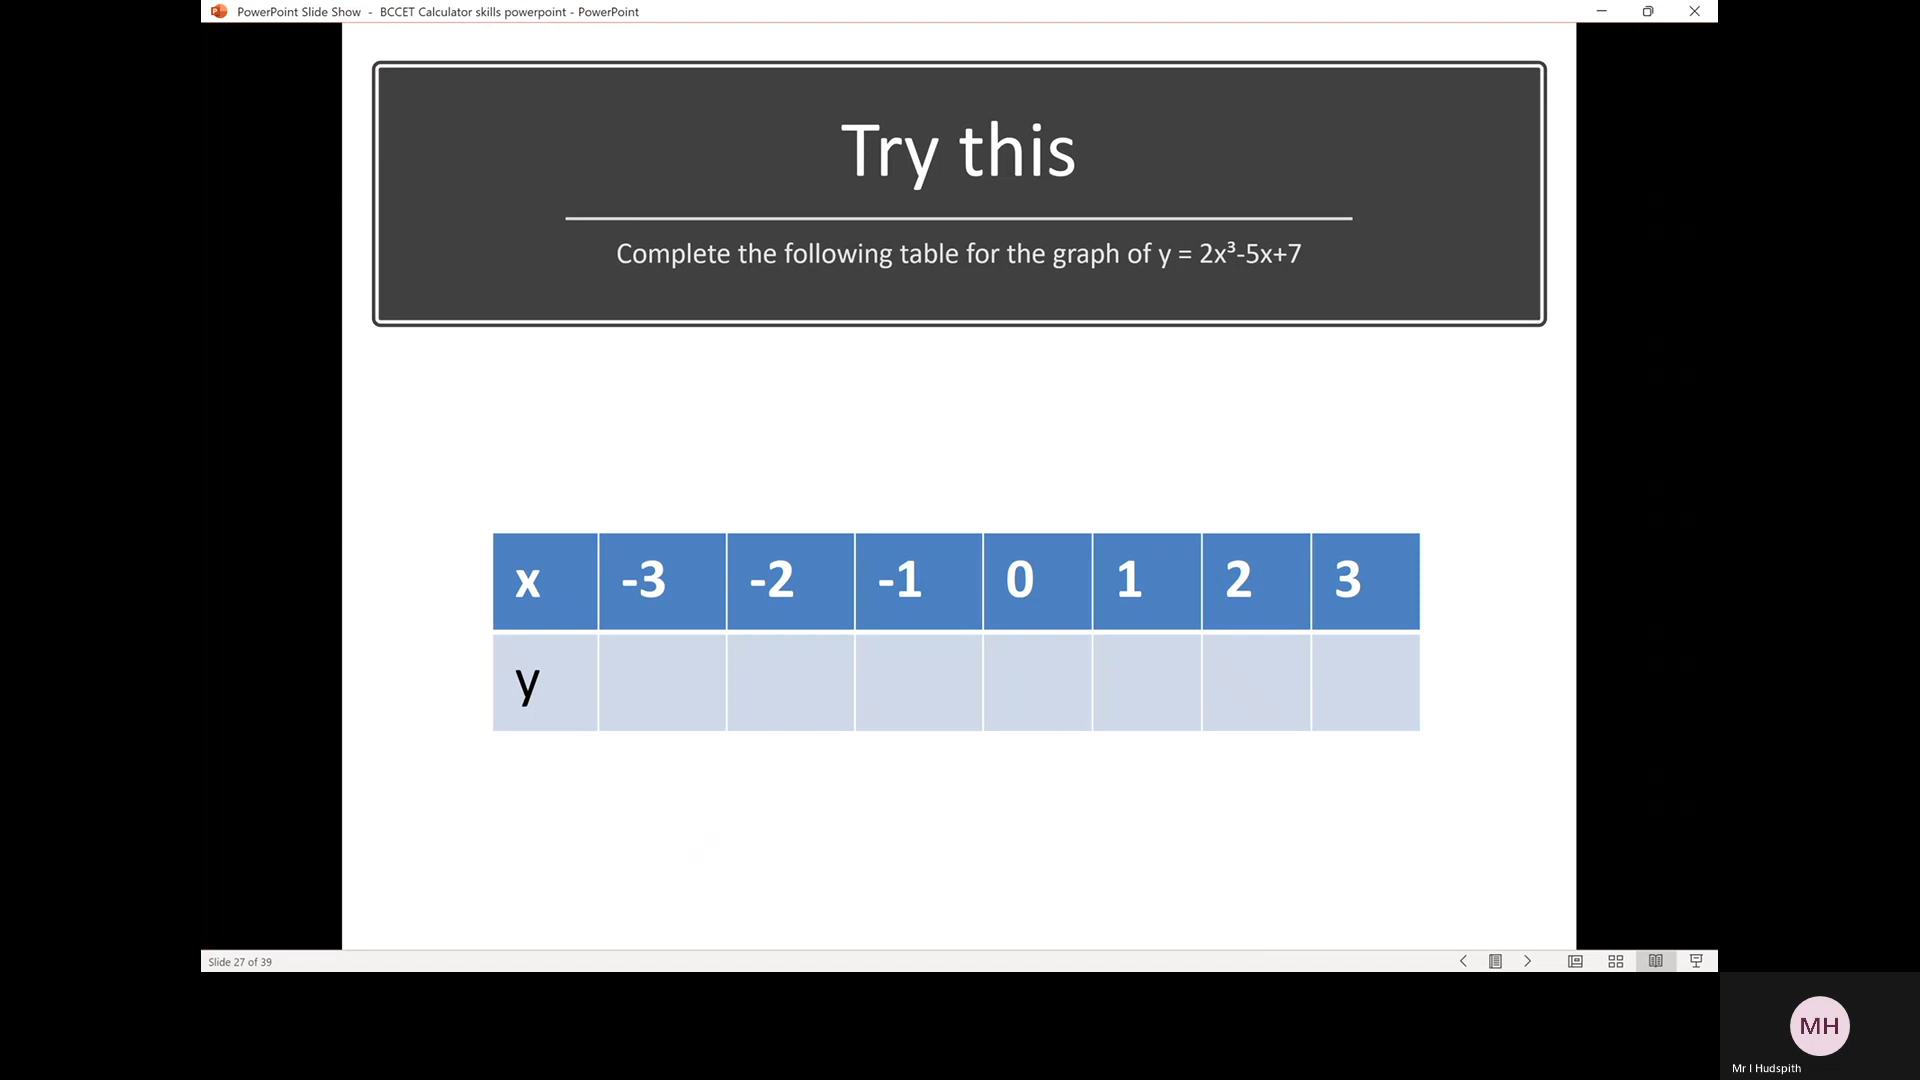 PowerPoint Slide Show - BCCET Calculator skills powerpoint - PowerPoint
Try this
Complete the following table for the graph of y = 2x³-5x+7
x -3 -2 -1 0 1 2 3
y
Slide 27 of 39
MH
Mr I Hudspith